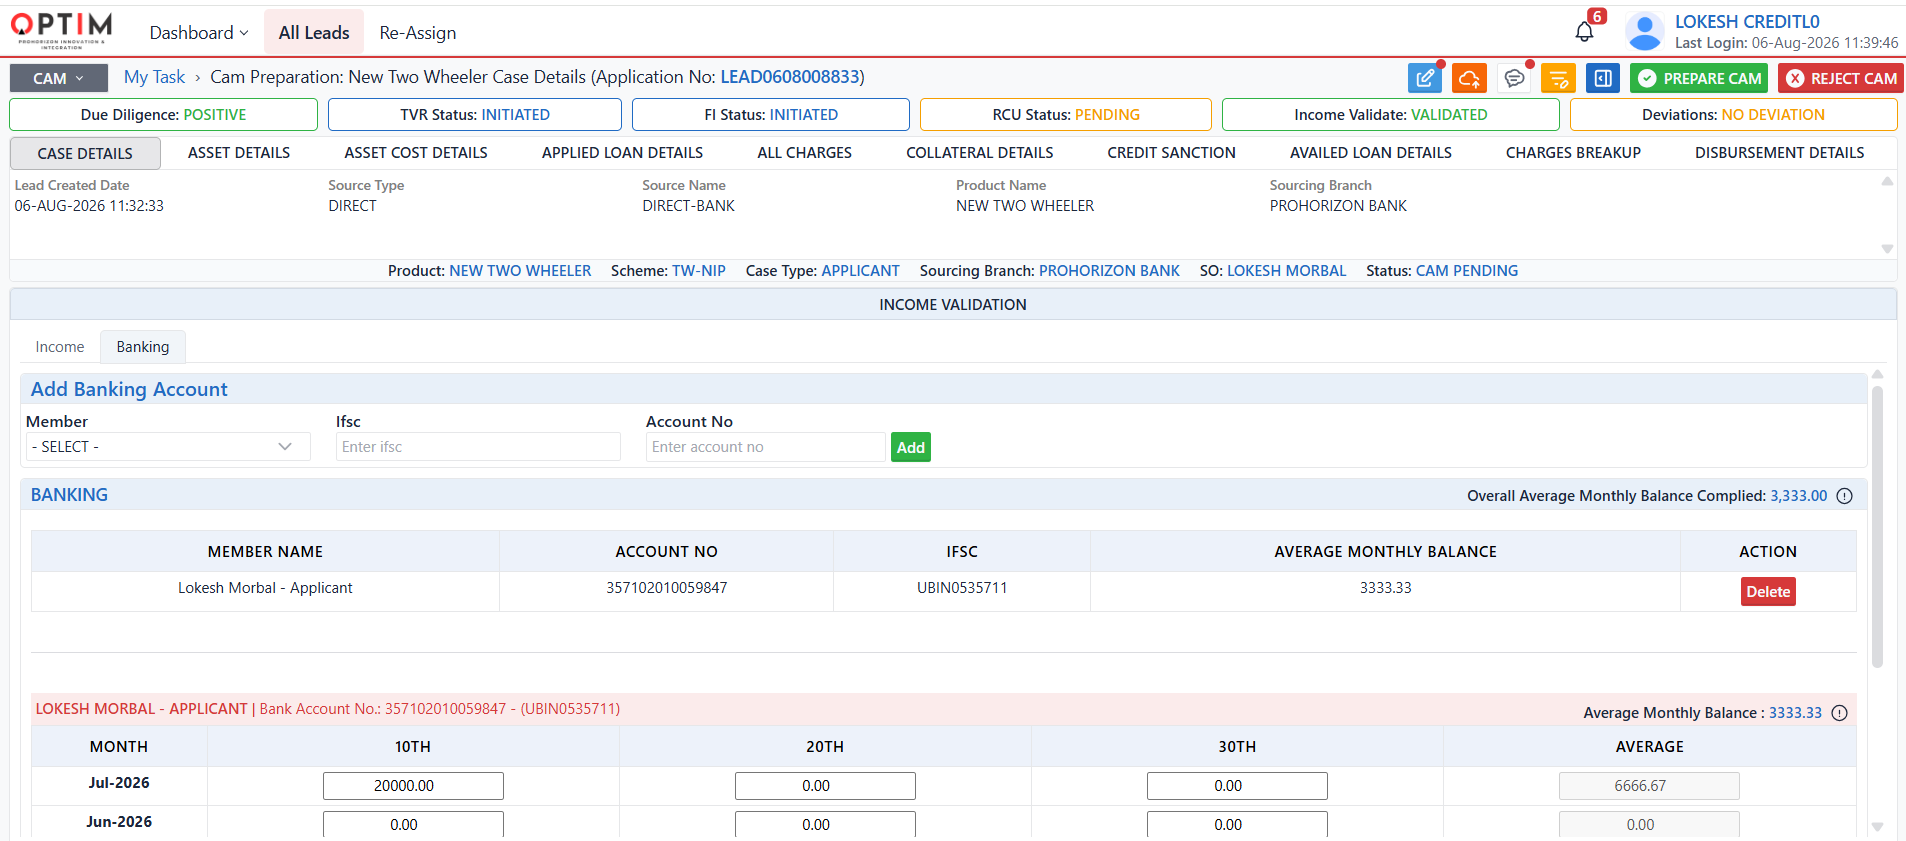 OPTIM
PROHORIZON INNOVATION &
INTEGRATION
Dashboard
All Leads
Re-Assign
6
LOKESH CREDITL0
Last Login: 06-Aug-2026 11:39:46
CAM
My Task › Cam Preparation: New Two Wheeler Case Details (Application No: LEAD0608008833)
PREPARE CAM
REJECT CAM
Due Diligence: POSITIVE
TVR Status: INITIATED
FI Status: INITIATED
RCU Status: PENDING
Income Validate: VALIDATED
Deviations: NO DEVIATION
CASE DETAILS
ASSET DETAILS
ASSET COST DETAILS
APPLIED LOAN DETAILS
ALL CHARGES
COLLATERAL DETAILS
CREDIT SANCTION
AVAILED LOAN DETAILS
CHARGES BREAKUP
DISBURSEMENT DETAILS
Lead Created Date
06-AUG-2026 11:32:33
Source Type
DIRECT
Source Name
DIRECT-BANK
Product Name
NEW TWO WHEELER
Sourcing Branch
PROHORIZON BANK
Product: NEW TWO WHEELER Scheme: TW-NIP Case Type: APPLICANT Sourcing Branch: PROHORIZON BANK SO: LOKESH MORBAL Status: CAM PENDING
INCOME VALIDATION
Income
Banking
Add Banking Account
Member
- SELECT -
Ifsc
Enter ifsc
Account No
Enter account no
Add
BANKING
Overall Average Monthly Balance Complied: 3,333.00
MEMBER NAME ACCOUNT NO IFSC AVERAGE MONTHLY BALANCE ACTION
Lokesh Morbal - Applicant 357102010059847 UBIN0535711 3333.33 Delete
LOKESH MORBAL - APPLICANT | Bank Account No.: 357102010059847 - (UBIN0535711)
Average Monthly Balance : 3333.33
MONTH 10TH 20TH 30TH AVERAGE
Jul-2026 20000.00 0.00 0.00 6666.67
Jun-2026 0.00 0.00 0.00 0.00